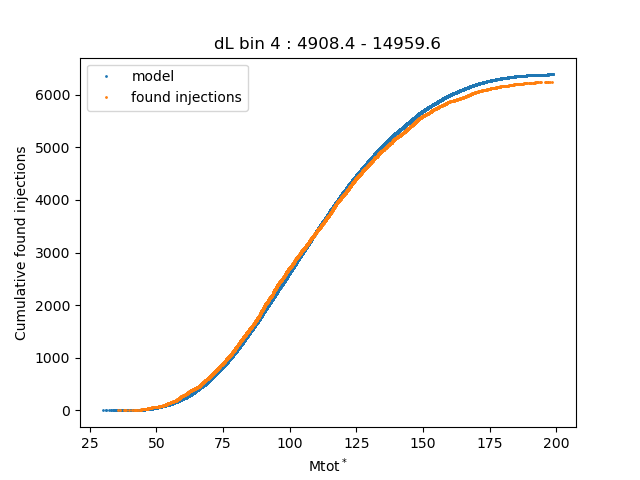 dL bin 4 : 4908.4 - 14959.6
model
found injections
Cumulative found injections
6000
5000
4000
3000
2000
1000
0
25 50 75 100 125 150 175 200
Mtot*